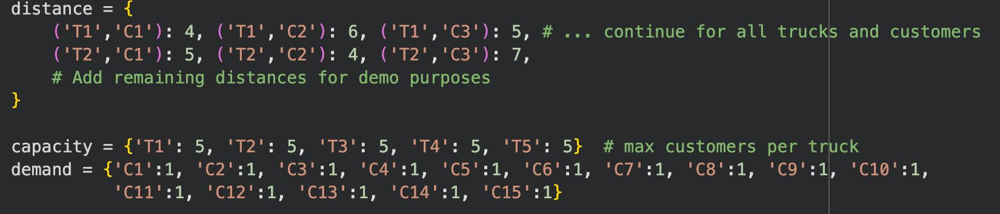 distance = {
    ('T1','C1'): 4, ('T1','C2'): 6, ('T1','C3'): 5, # ... continue for all trucks and customers
    ('T2','C1'): 5, ('T2','C2'): 4, ('T2','C3'): 7,
    # Add remaining distances for demo purposes
}

capacity = {'T1': 5, 'T2': 5, 'T3': 5, 'T4': 5, 'T5': 5}  # max customers per truck
demand = {'C1':1, 'C2':1, 'C3':1, 'C4':1, 'C5':1, 'C6':1, 'C7':1, 'C8':1, 'C9':1, 'C10':1,
          'C11':1, 'C12':1, 'C13':1, 'C14':1, 'C15':1}